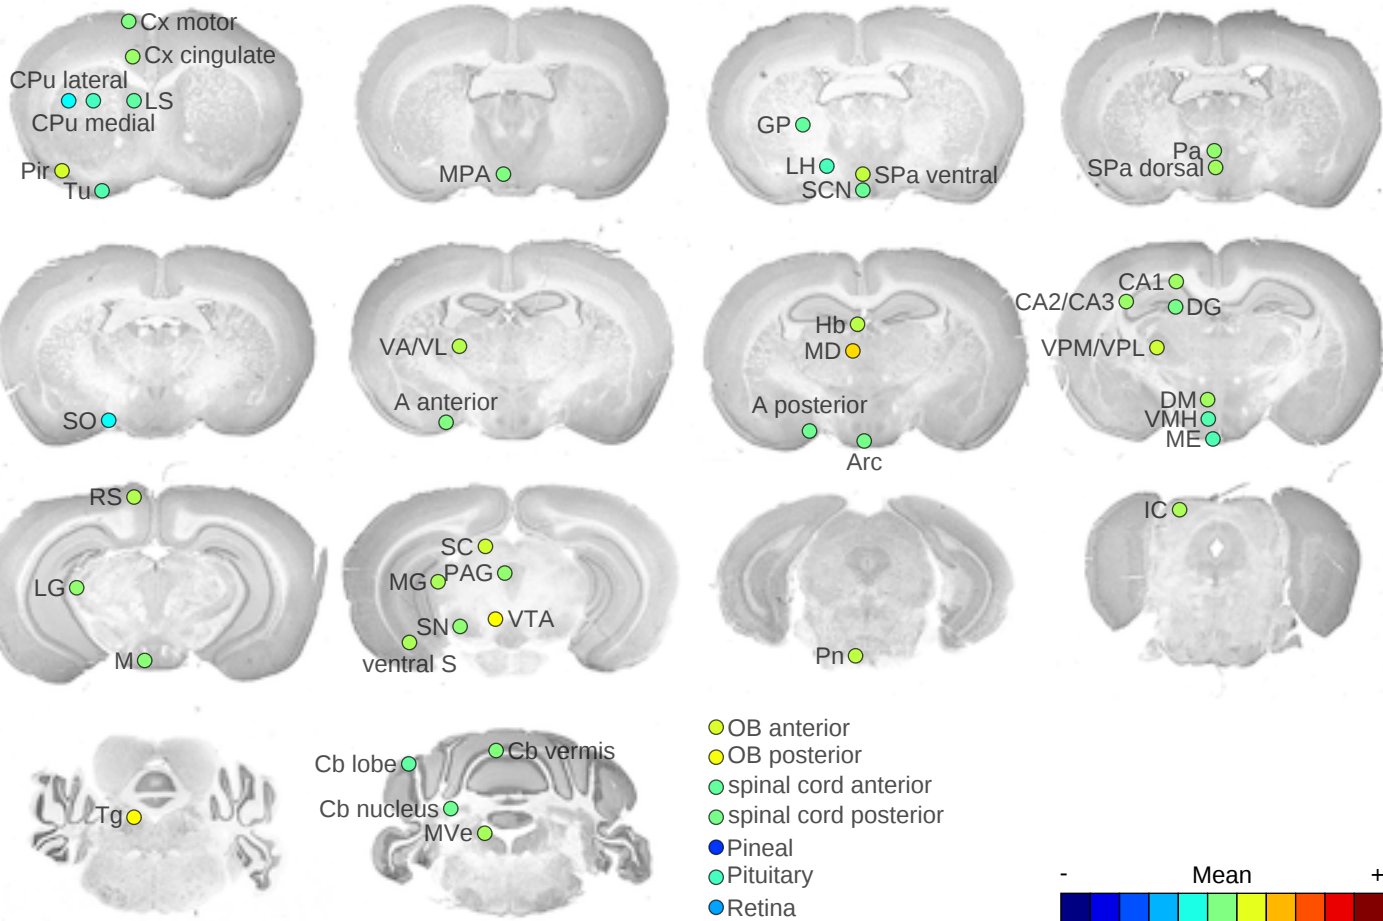 Cx motor
Cx cingulate
CPu lateral
LS
CPu medial
Pir
Tu
MPA
GP
LH
SPa ventral
SCN
Pa
SPa dorsal
SO
VA/VL
A anterior
Hb
MD
A posterior
Arc
CA1
CA2/CA3
DG
VPM/VPL
DM
VMH
ME
RS
LG
M
SC
PAG
MG
VTA
SN
ventral S
Pn
IC
Tg
Cb lobe
Cb vermis
Cb nucleus
MVe
OB anterior
OB posterior
spinal cord anterior
spinal cord posterior
Pineal
Pituitary
Retina
- Mean +